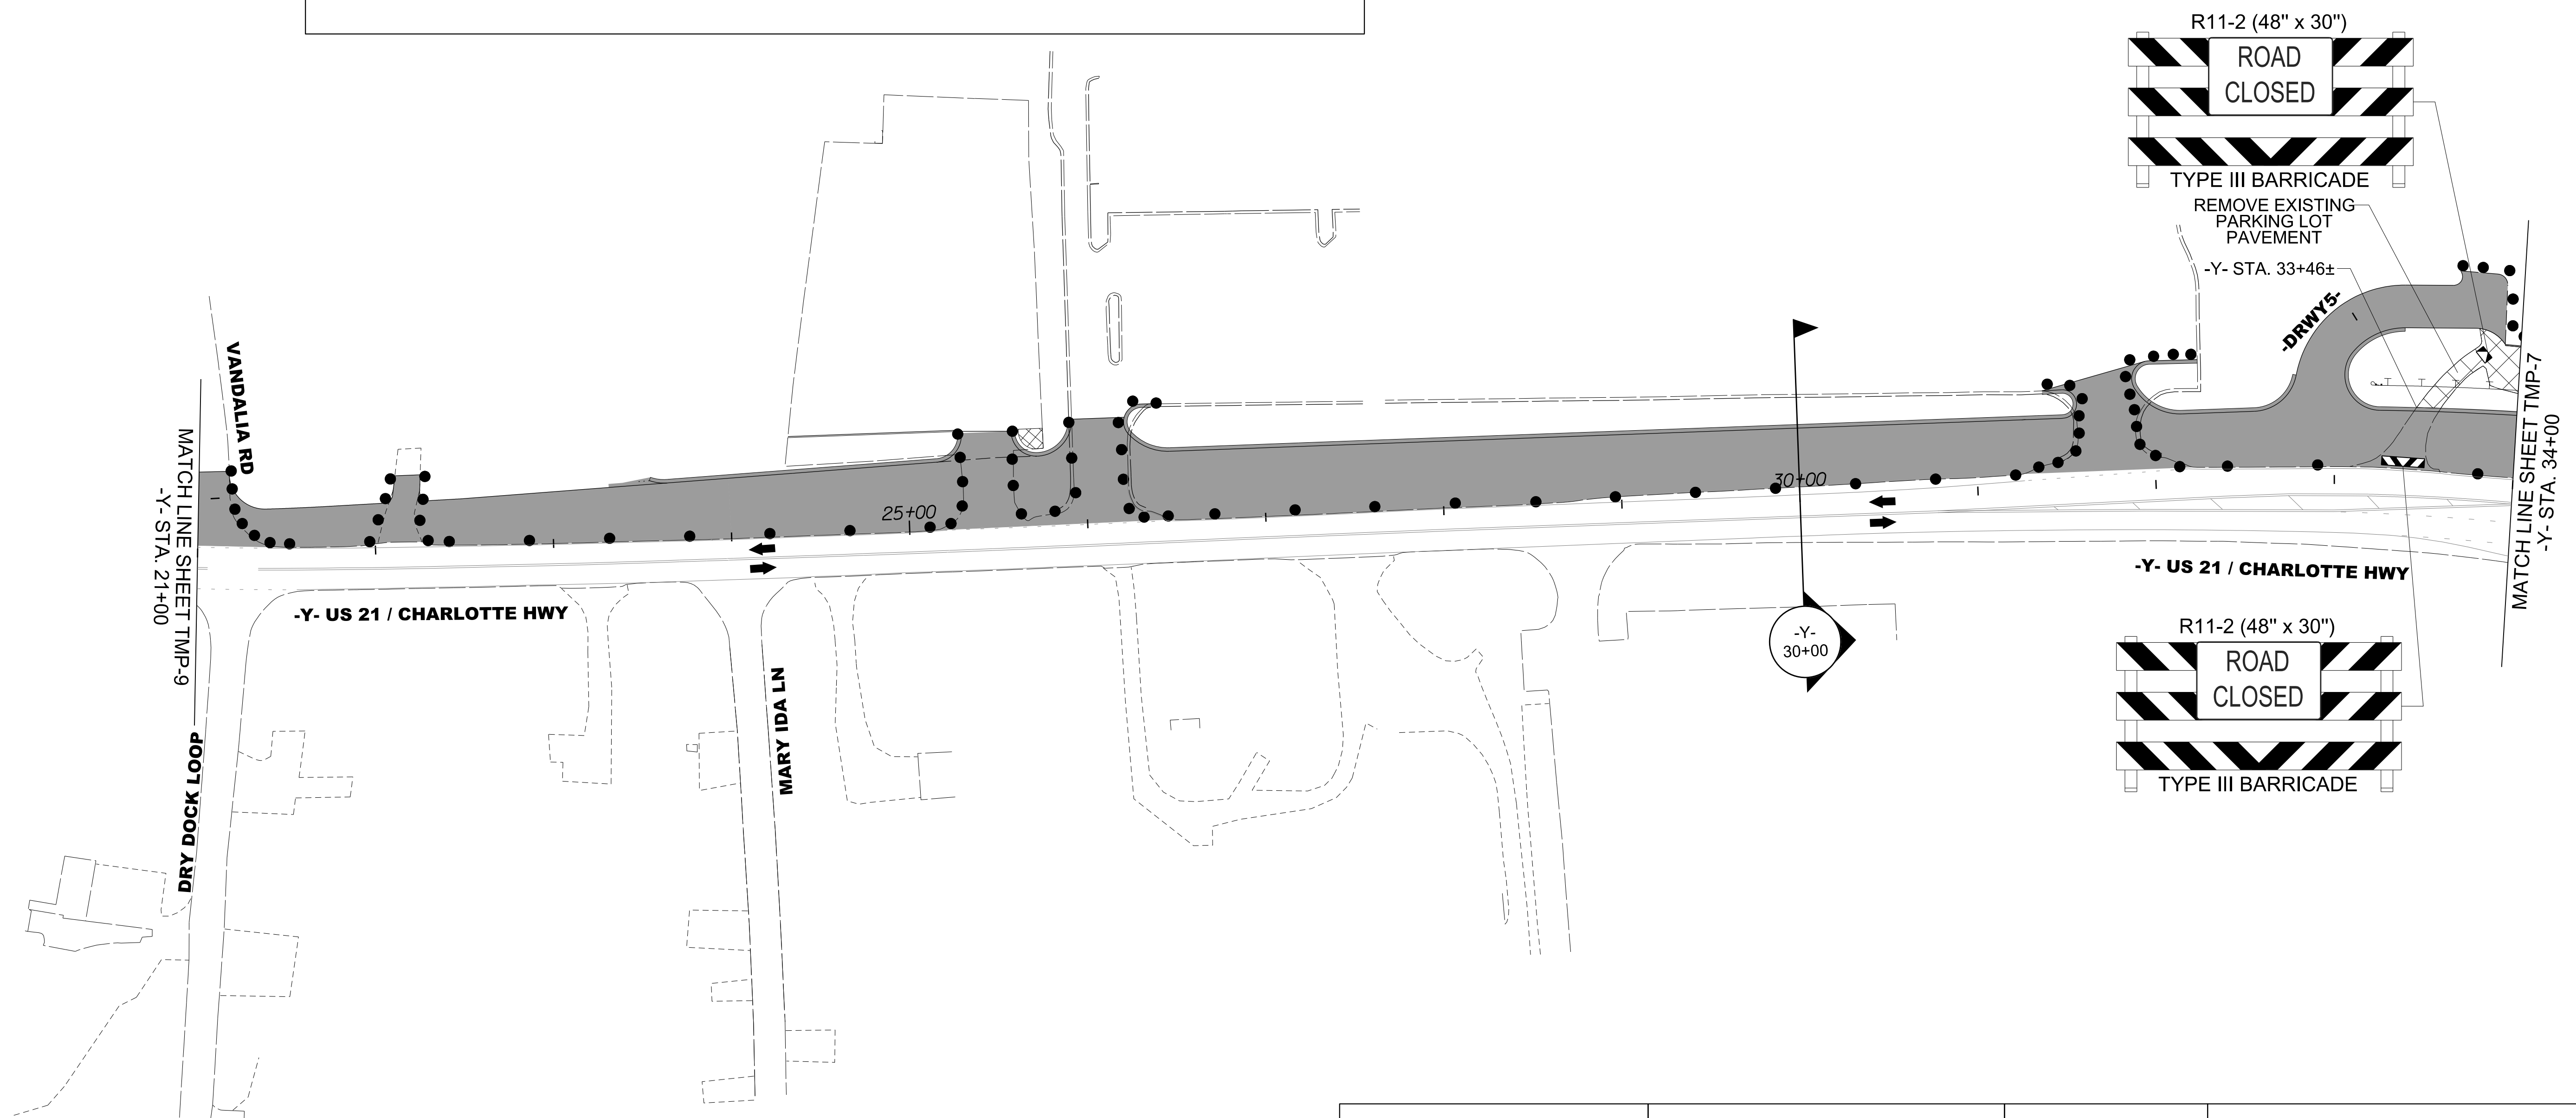 R11-2 (48" x 30")
ROAD
CLOSED
TYPE III BARRICADE
REMOVE EXISTING
PARKING LOT
PAVEMENT
-Y- STA. 33+46±
-DRWY5-
VANDALIA RD
MATCH LINE SHEET TMP-9
-Y- STA. 21+00
25+00
30+00
MATCH LINE SHEET TMP-7
-Y- STA. 34+00
-Y- US 21 / CHARLOTTE HWY
-Y- US 21 / CHARLOTTE HWY
-Y-
30+00
R11-2 (48" x 30")
ROAD
CLOSED
TYPE III BARRICADE
MARY IDA LN
DRY DOCK LOOP